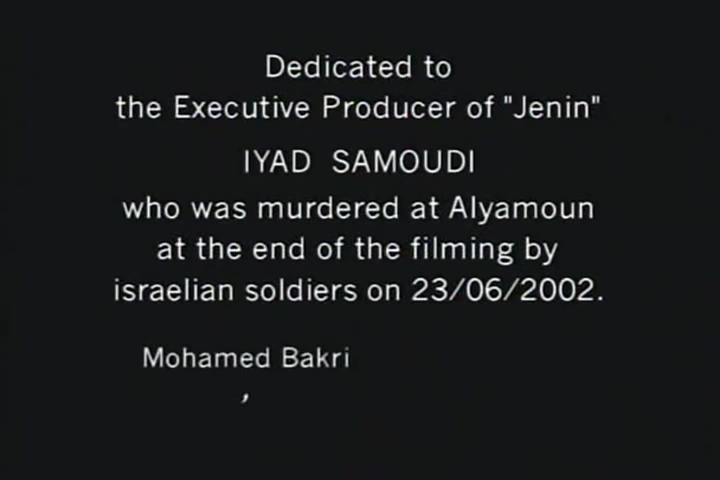 Dedicated to
the Executive Producer of "Jenin"
IYAD SAMOUDI
who was murdered at Alyamoun
at the end of the filming by
israelian soldiers on 23/06/2002.
Mohamed Bakri
,